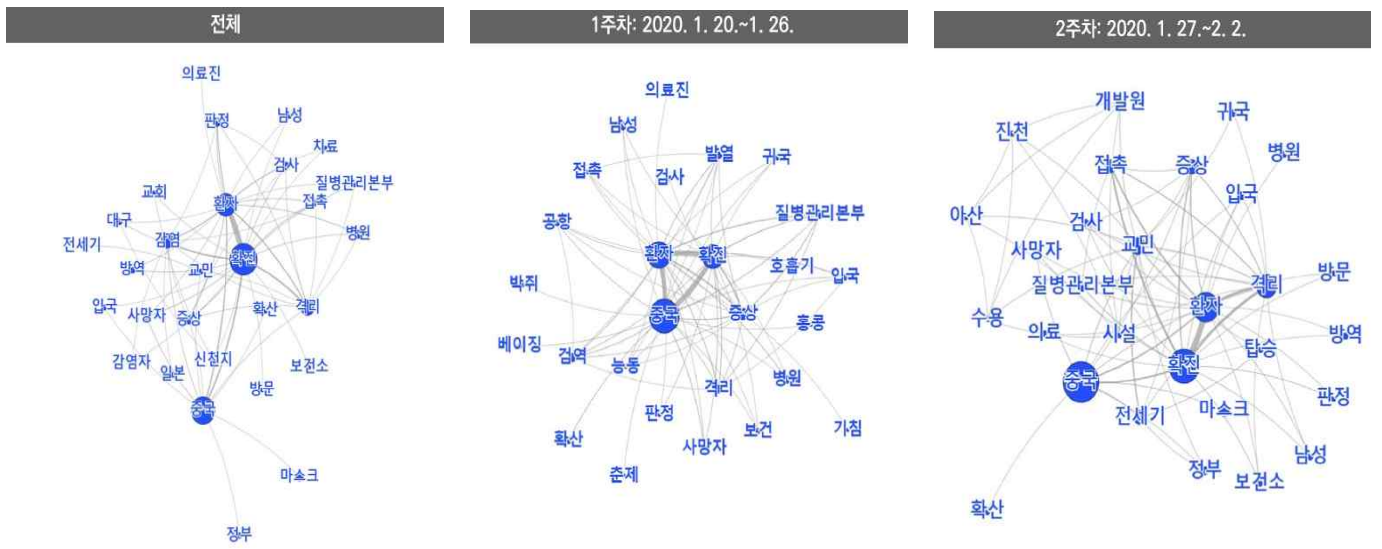 전체
의료진
판정
남성
치료
검사
질병관리본부
교회
환자
접촉
대구
병원
감염
전세기
확진
방역
교민
입국
사망자
증상
확산
격리
감염자
일본
신천지
보건소
방문
중국
마스크
정부
1주차: 2020. 1. 20.~1. 26.
의료진
남성
발열
귀국
접촉
검사
공항
질병관리본부
환자
확진
호흡기
입국
박쥐
중국
증상
홍콩
베이징
검역
능동
격리
병원
판정
확산
사망자
보건
가침
춘제
2주차: 2020. 1. 27.~2. 2.
개발원
귀국
진천
병원
접촉
증상
입국
아산
검사
교민
사망자
방문
질병관리본부
격리
환자
수용
의료
시설
방역
탑승
확진
중국
판정
전세기
마스크
남성
정부
보건소
확산